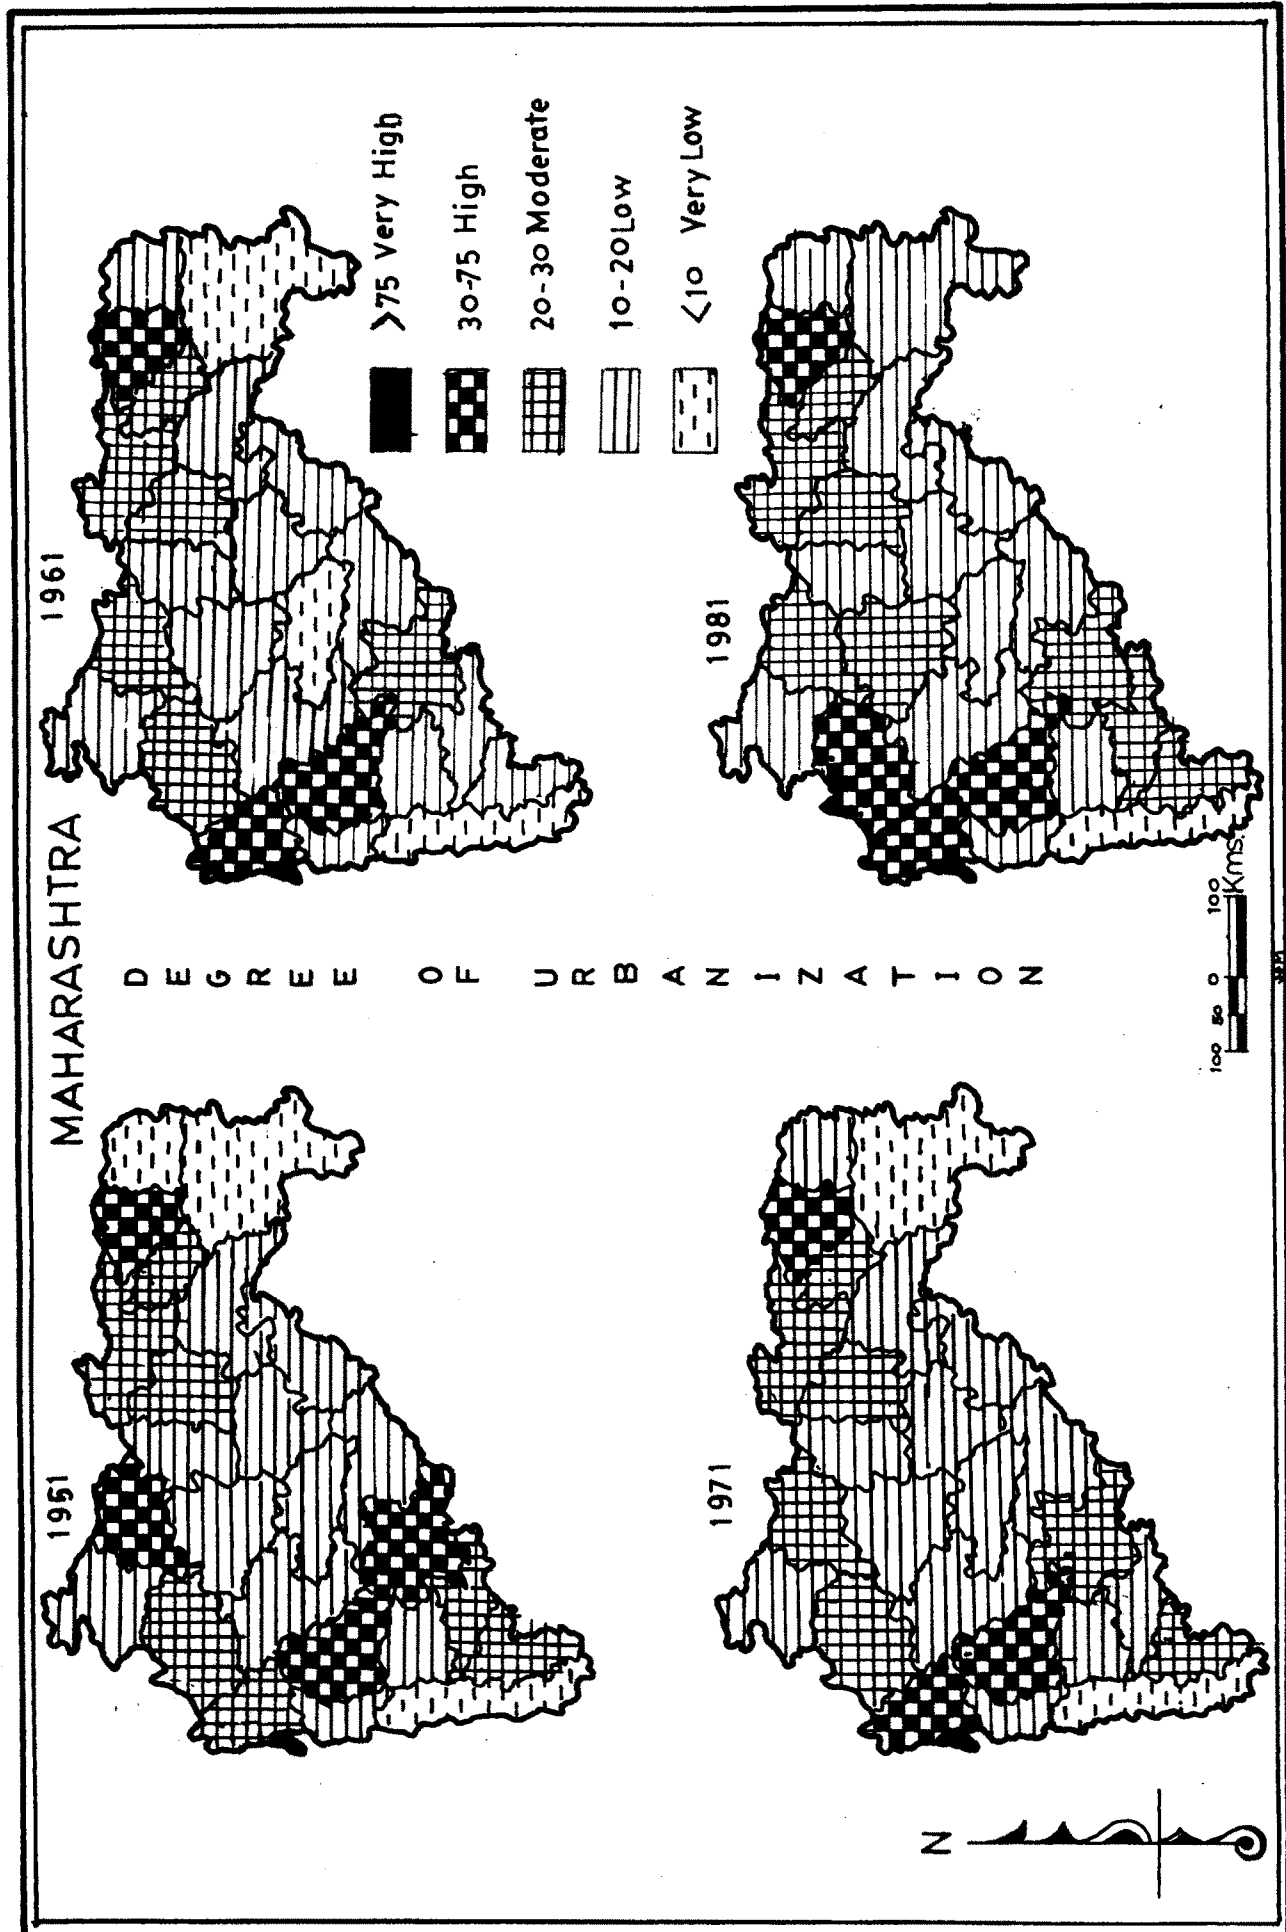 MAHARASHTRA
DEGREE OF URBANIZATION
1951
1961
>75 Very High
30-75 High
20-30 Moderate
10-20 Low
<10 Very Low
1971
1981
N
100 50 0 100
Kms.